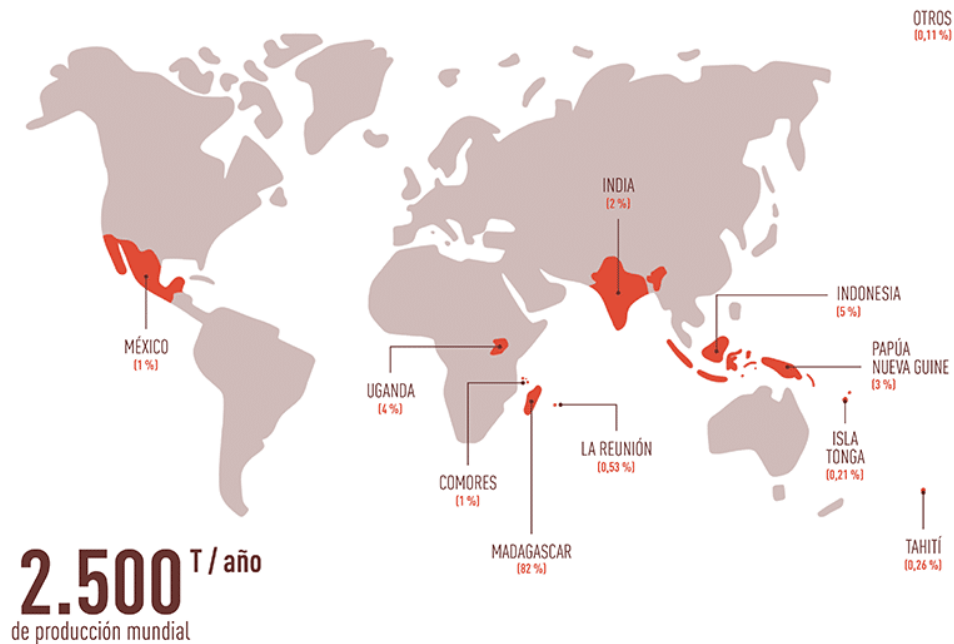 OTROS
(0,11 %)
INDIA
(2 %)
INDONESIA
(5 %)
MÉXICO
(1 %)
PAPÚA
NUEVA GUINE
(3 %)
UGANDA
(4 %)
LA REUNIÓN
(0,53 %)
ISLA
TONGA
(0,21 %)
COMORES
(1 %)
MADAGASCAR
(82 %)
TAHITÍ
(0,26 %)
2.500 T / año
de producción mundial